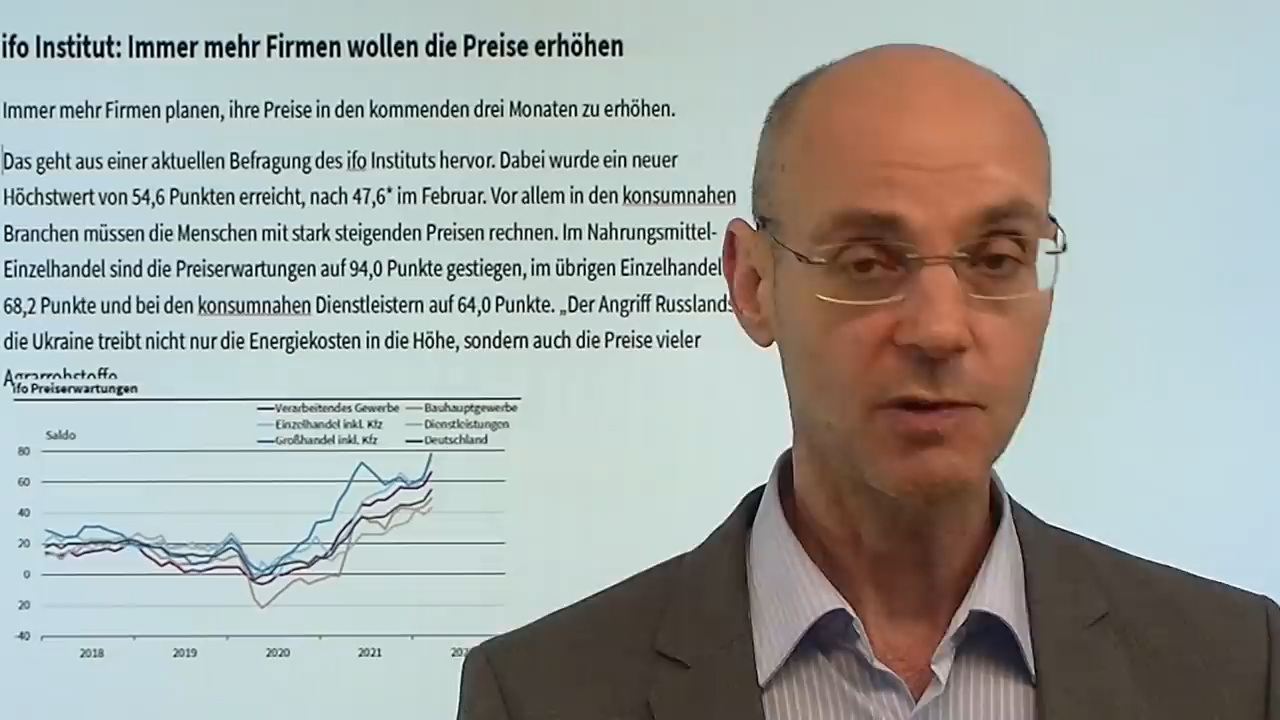 ifo Institut: Immer mehr Firmen wollen die Preise erhöhen
Immer mehr Firmen planen, ihre Preise in den kommenden drei Monaten zu erhöhen.
Das geht aus einer aktuellen Befragung des ifo Instituts hervor. Dabei wurde ein neuer
Höchstwert von 54,6 Punkten erreicht, nach 47,6* im Februar. Vor allem in den konsumnahen
Branchen müssen die Menschen mit stark steigenden Preisen rechnen. Im Nahrungsmittel-
Einzelhandel sind die Preiserwartungen auf 94,0 Punkte gestiegen, im übrigen Einzelhandel
68,2 Punkte und bei den konsumnahen Dienstleistern auf 64,0 Punkte. „Der Angriff Russlands
die Ukraine treibt nicht nur die Energiekosten in die Höhe, sondern auch die Preise vieler
Agrarrohstoffe
ifo Preiserwartungen
Verarbeitendes Gewerbe Bauhauptgewerbe
Einzelhandel inkl. Kfz Dienstleistungen
Großhandel inkl. Kfz Deutschland
Saldo
80
60
40
20
0
20
-40
2018 2019 2020 2021 202